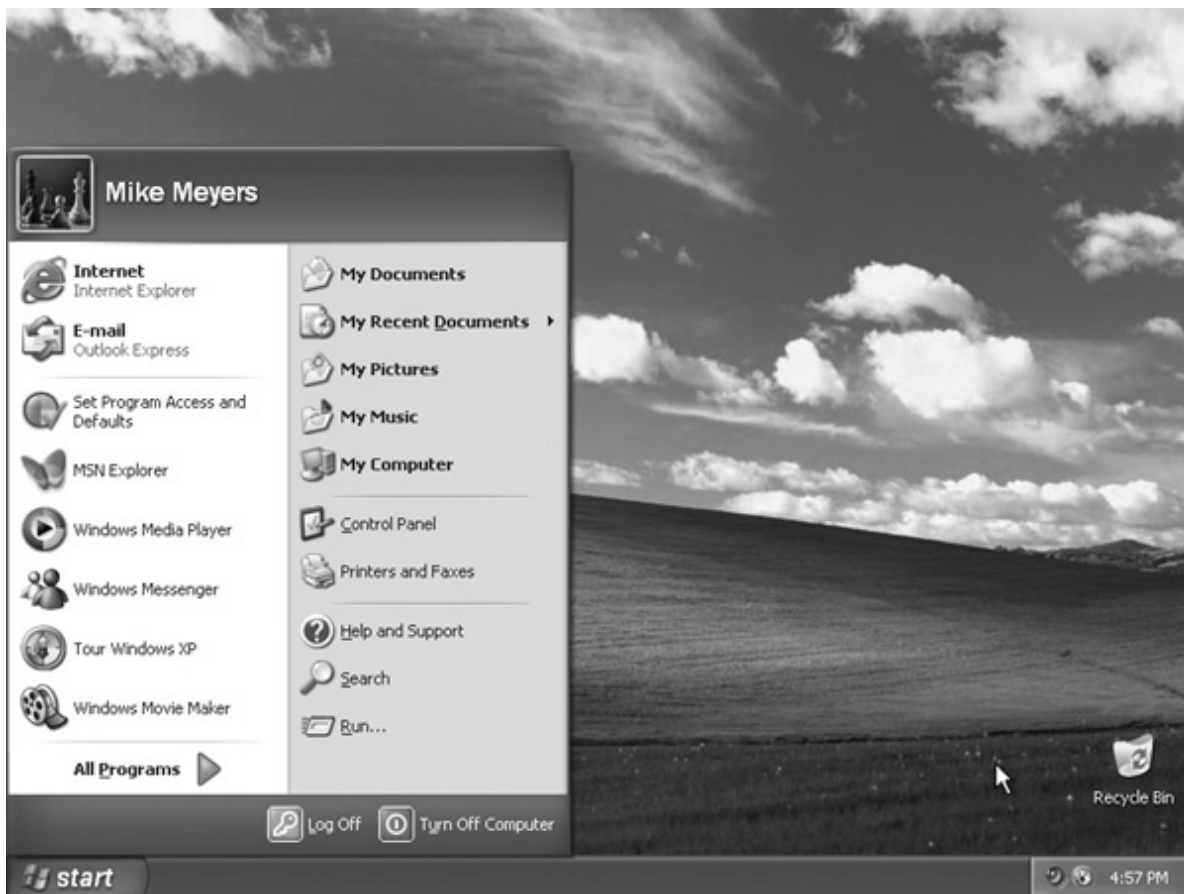 Mike Meyers
Internet
Internet Explorer
E-mail
Outlook Express
Set Program Access and
Defaults
MSN Explorer
Windows Media Player
Windows Messenger
Tour Windows XP
Windows Movie Maker
All Programs
My Documents
My Recent Documents
My Pictures
My Music
My Computer
Control Panel
Printers and Faxes
Help and Support
Search
Run...
Log Off
Turn Off Computer
Recycle Bin
start
4:57 PM